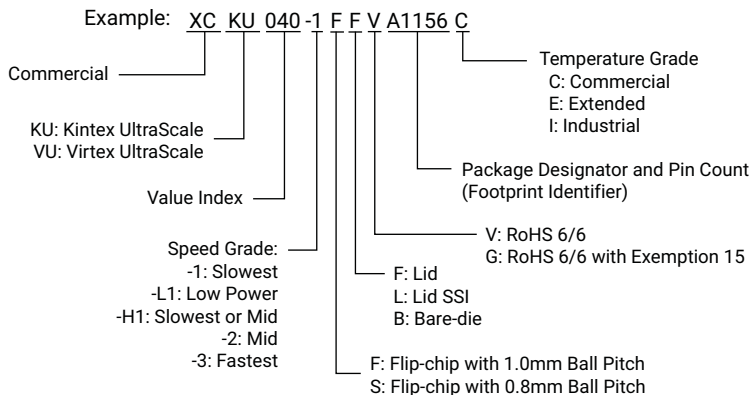 Example: XC KU 040 -1 F F V A1156 C
Commercial
Temperature Grade
C: Commercial
E: Extended
I: Industrial
KU: Kintex UltraScale
VU: Virtex UltraScale
Package Designator and Pin Count
(Footprint Identifier)
Value Index
V: RoHS 6/6
G: RoHS 6/6 with Exemption 15
Speed Grade:
-1: Slowest
-L1: Low Power
-H1: Slowest or Mid
-2: Mid
-3: Fastest
F: Lid
L: Lid SSI
B: Bare-die
F: Flip-chip with 1.0mm Ball Pitch
S: Flip-chip with 0.8mm Ball Pitch